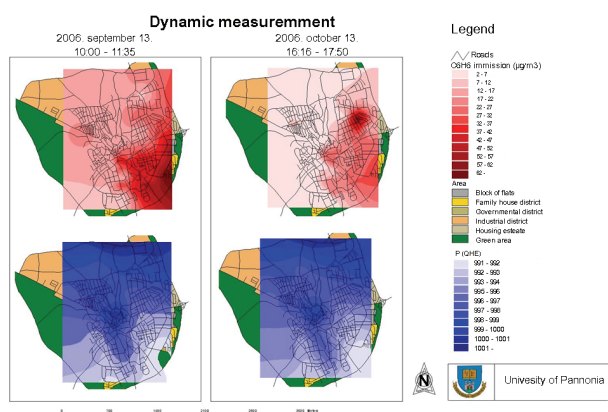 Dynamic measuremment
2006. september 13.
10:00 - 11:35
2006. october 13.
16:16 - 17:50
Legend
Roads
C6H6 immission (µg/m3)
2 - 7
7 - 12
12 - 17
17 - 22
22 - 27
27 - 32
32 - 37
37 - 42
42 - 47
47 - 52
52 - 57
57 - 62
62 -
Area
Block of flats
Family house district
Governmental district
Industrial district
Housing esteate
Green area
P (QHE)
991 - 992
992 - 993
993 - 994
995 - 996
996 - 997
997 - 998
998 - 999
999 - 1000
1000 - 1001
1001 -
N
Univesity of Pannonia